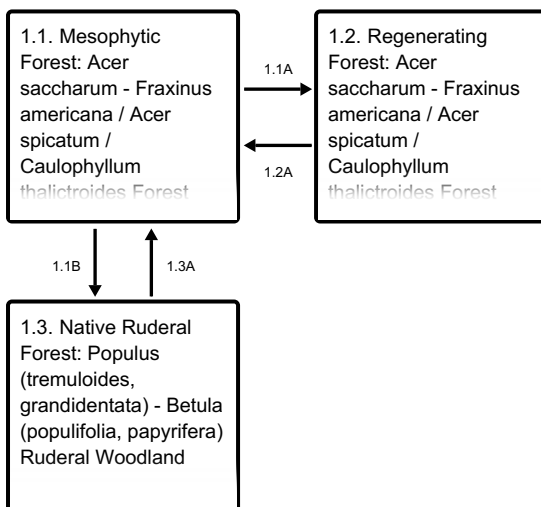 1.1. Mesophytic
Forest: Acer
saccharum - Fraxinus
americana / Acer
spicatum /
Caulophyllum
thalictroides Forest
1.1A
1.2A
1.2. Regenerating
Forest: Acer
saccharum - Fraxinus
americana / Acer
spicatum /
Caulophyllum
thalictroides Forest
1.1B
1.3A
1.3. Native Ruderal
Forest: Populus
(tremuloides,
grandidentata) - Betula
(populifolia, papyrifera)
Ruderal Woodland